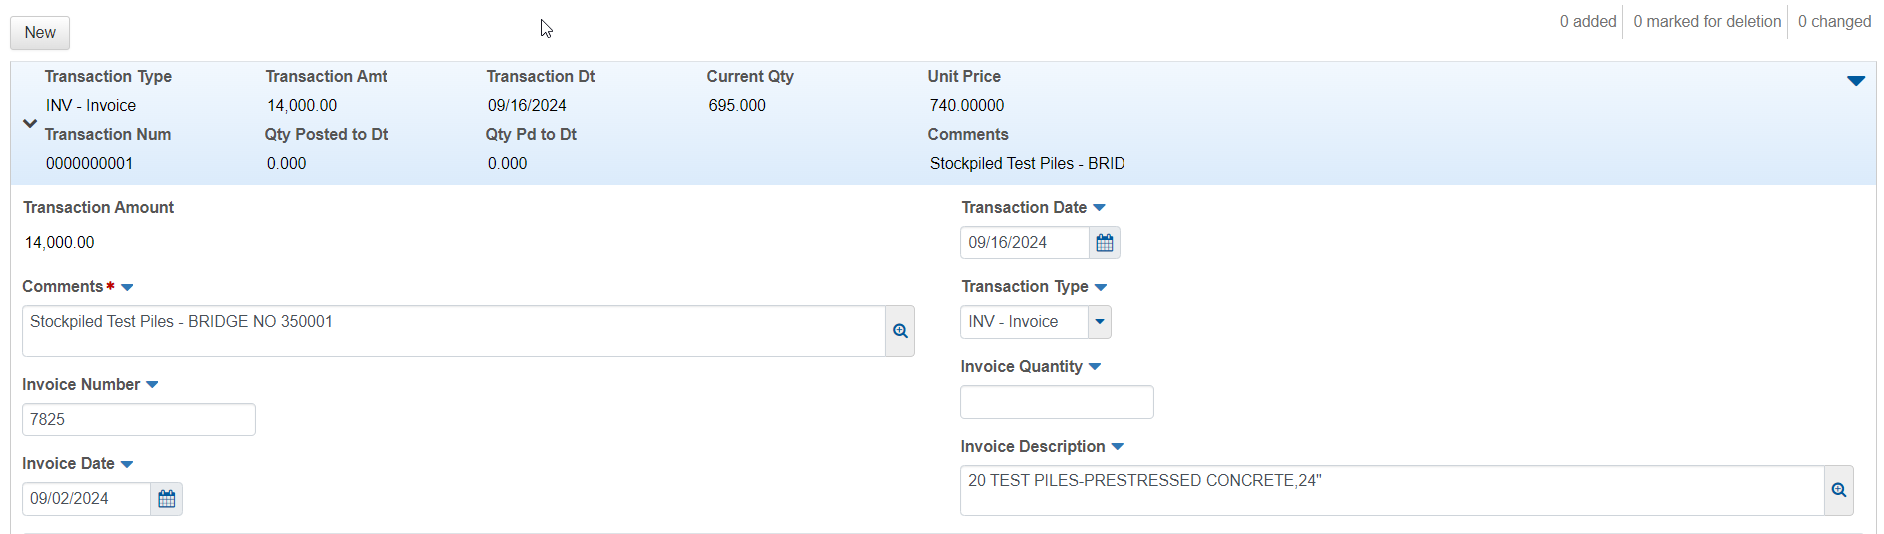 New
0 added 0 marked for deletion 0 changed
Transaction Type Transaction Amt Transaction Dt Current Qty Unit Price
INV - Invoice 14,000.00 09/16/2024 695.000 740.00000
Transaction Num Qty Posted to Dt Qty Pd to Dt Comments
0000000001 0.000 0.000 Stockpiled Test Piles - BRID
Transaction Amount
14,000.00
Transaction Date
09/16/2024
Comments*
Stockpiled Test Piles - BRIDGE NO 350001
Transaction Type
INV - Invoice
Invoice Number
7825
Invoice Quantity
Invoice Date
09/02/2024
Invoice Description
20 TEST PILES-PRESTRESSED CONCRETE,24"